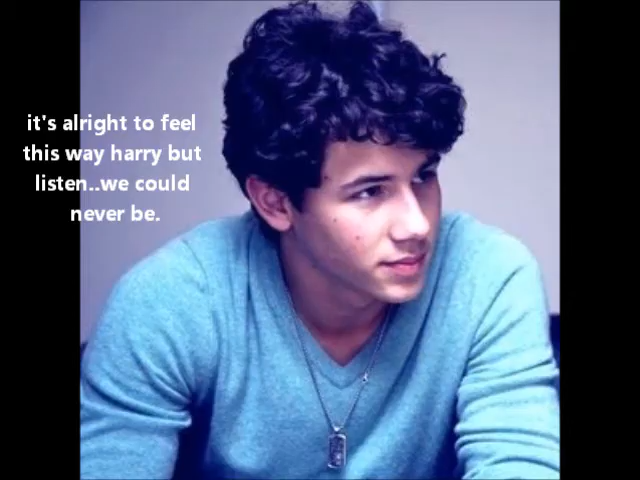 it's alright to feel
this way harry but
listen..we could
never be.